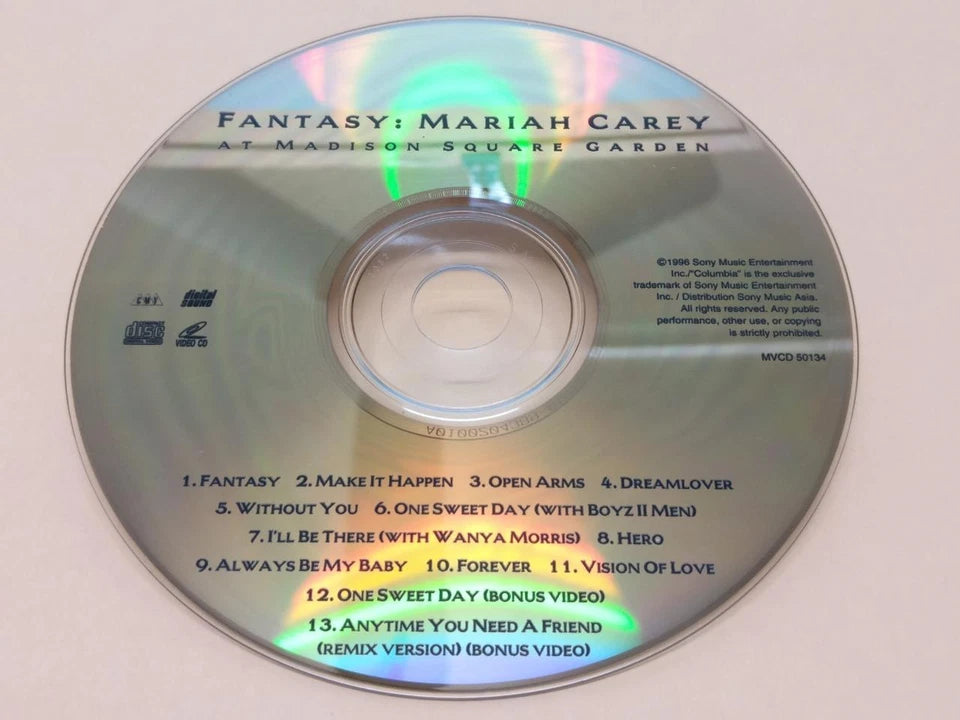 FANTASY: MARIAH CAREY
AT MADISON SQUARE GARDEN
©1996 Sony Music Entertainment
Inc./"Columbia" is the exclusive
trademark of Sony Music Entertainment
Inc. / Distribution Sony Music Asia.
All rights reserved. Any public
performance, other use, or copying
is strictly prohibited.
MVCD 50134
digital
SOUND
COMPACT
disc
DIGITAL VIDEO
VIDEO CD
1. FANTASY 2. MAKE IT HAPPEN 3. OPEN ARMS 4. DREAMLOVER
5. WITHOUT YOU 6. ONE SWEET DAY (WITH BOYZ II MEN)
7. I'LL BE THERE (WITH WANYA MORRIS) 8. HERO
9. ALWAYS BE MY BABY 10. FOREVER 11. VISION OF LOVE
12. ONE SWEET DAY (BONUS VIDEO)
13. ANYTIME YOU NEED A FRIEND
(REMIX VERSION) (BONUS VIDEO)